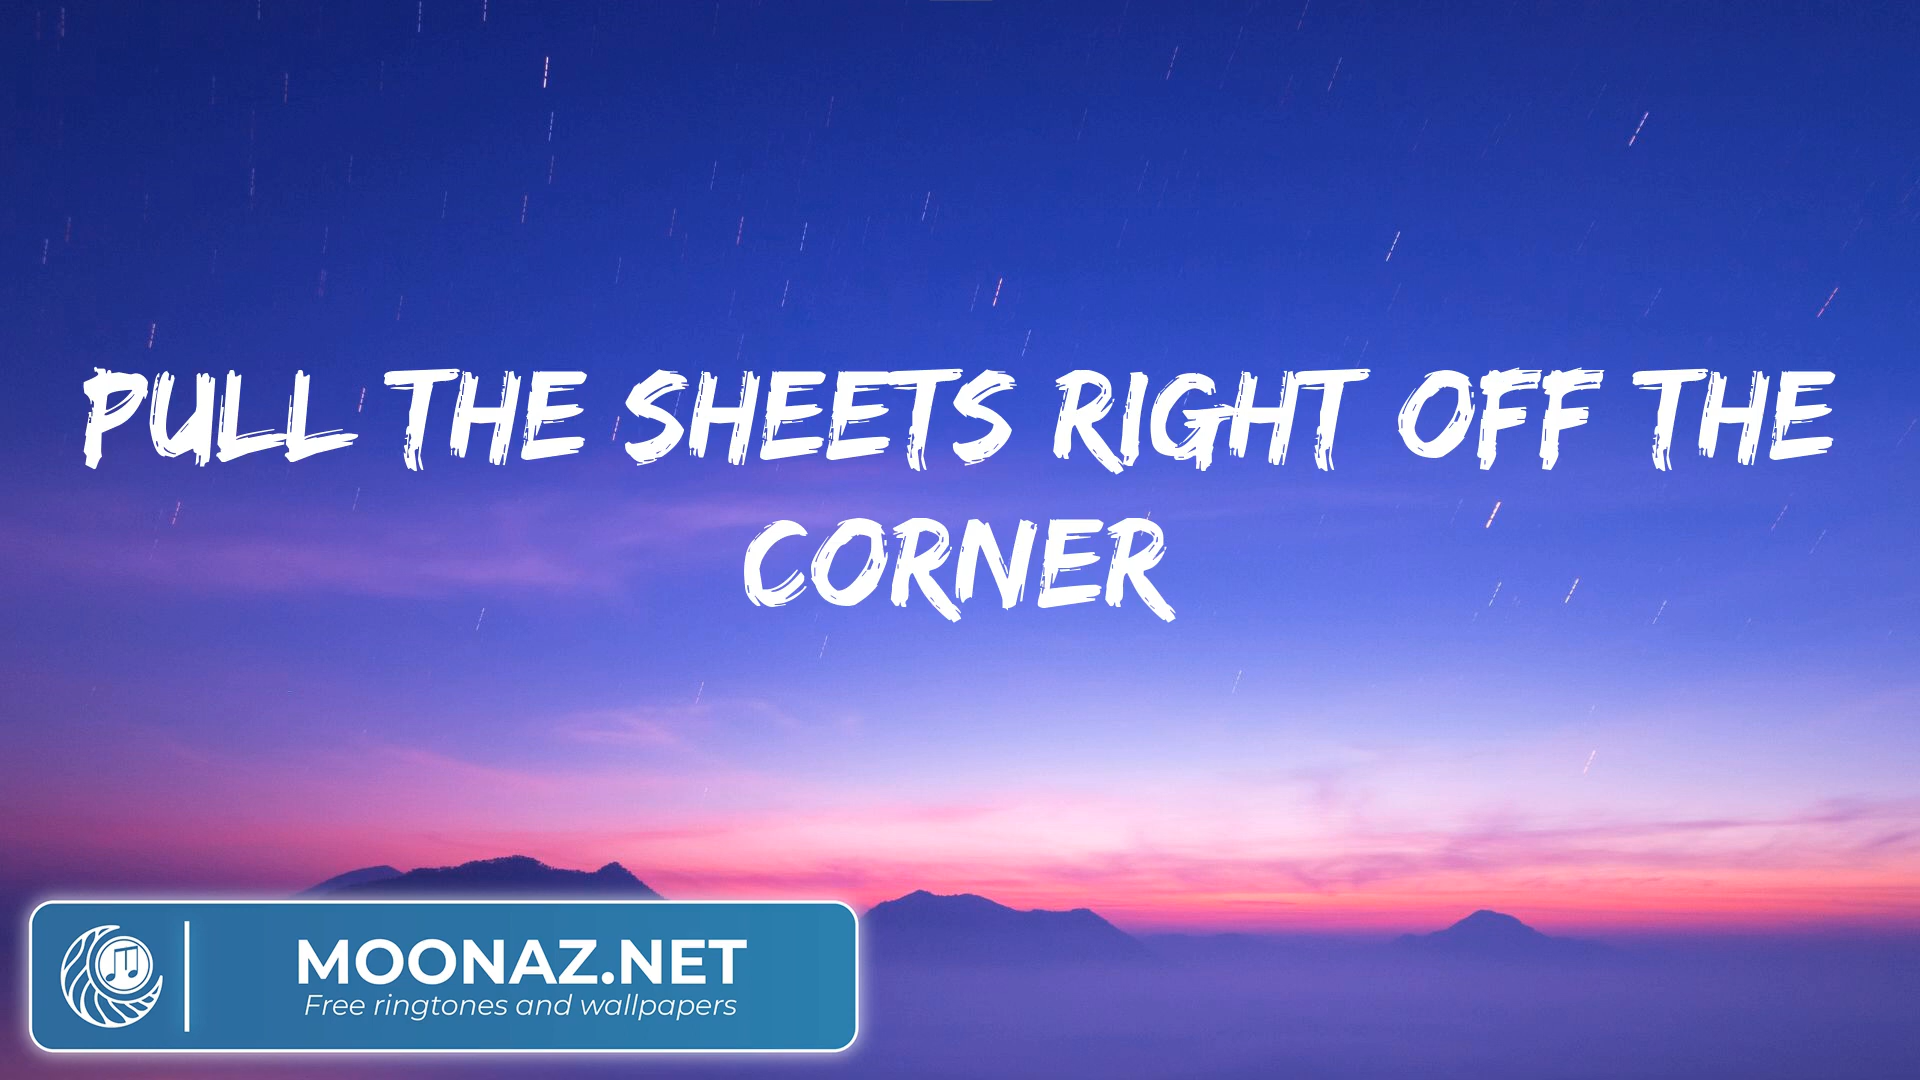 PULL THE SHEETS RIGHT OFF THE
CORNER
MOONAZ.NET
Free ringtones and wallpapers